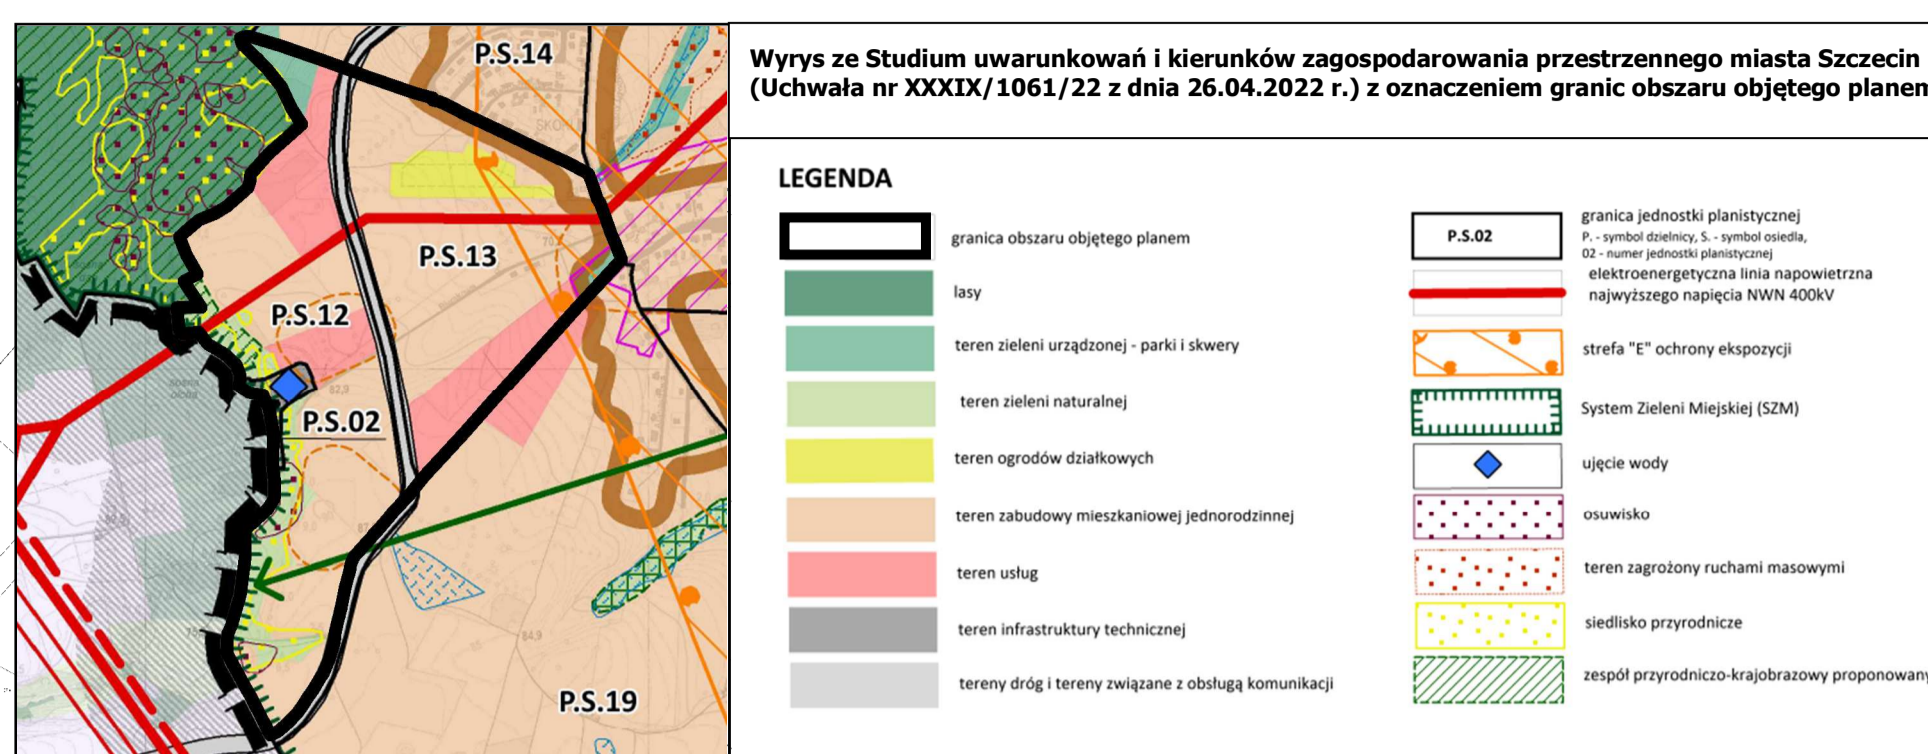 Wyrys ze Studium uwarunkowań i kierunków zagospodarowania przestrzennego miasta Szczecin
(Uchwała nr XXXIX/1061/22 z dnia 26.04.2022 r.) z oznaczeniem granic obszaru objętego planem
P.S.14
P.S.13
P.S.12
82,9
P.S.02
84,9
P.S.19
LEGENDA
granica obszaru objętego planem
lasy
teren zieleni urządzonej - parki i skwery
teren zieleni naturalnej
teren ogrodów działkowych
teren zabudowy mieszkaniowej jednorodzinnej
teren usług
teren infrastruktury technicznej
tereny dróg i tereny związane z obsługą komunikacji
P.S.02
granica jednostki planistycznej
P. - symbol dzielnicy, S. - symbol osiedla,
02 - numer jednostki planistycznej
elektroenergetyczna linia napowietrzna
najwyższego napięcia NWN 400kV
strefa "E" ochrony ekspozycji
System Zieleni Miejskiej (SZM)
ujęcie wody
osuwisko
teren zagrożony ruchami masowymi
siedlisko przyrodnicze
zespół przyrodniczo-krajobrazowy proponowany